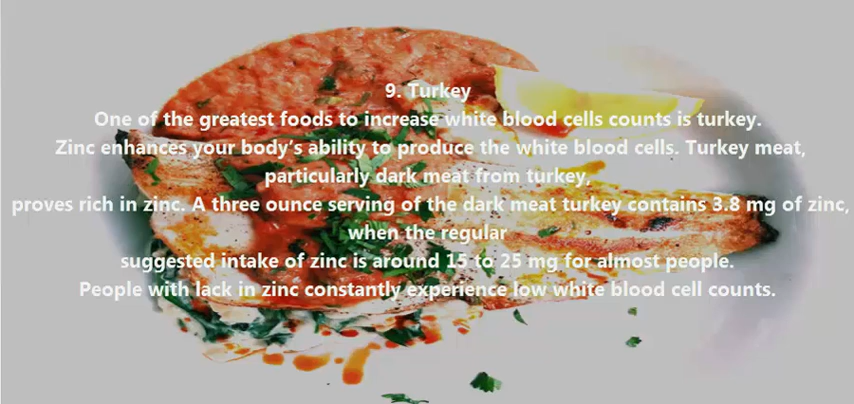 9. Turkey
One of the greatest foods to increase white blood cells counts is turkey.
Zinc enhances your body’s ability to produce the white blood cells. Turkey meat,
particularly dark meat from turkey,
proves rich in zinc. A three ounce serving of the dark meat turkey contains 3.8 mg of zinc,
when the regular
suggested intake of zinc is around 15 to 25 mg for almost people.
People with lack in zinc constantly experience low white blood cell counts.